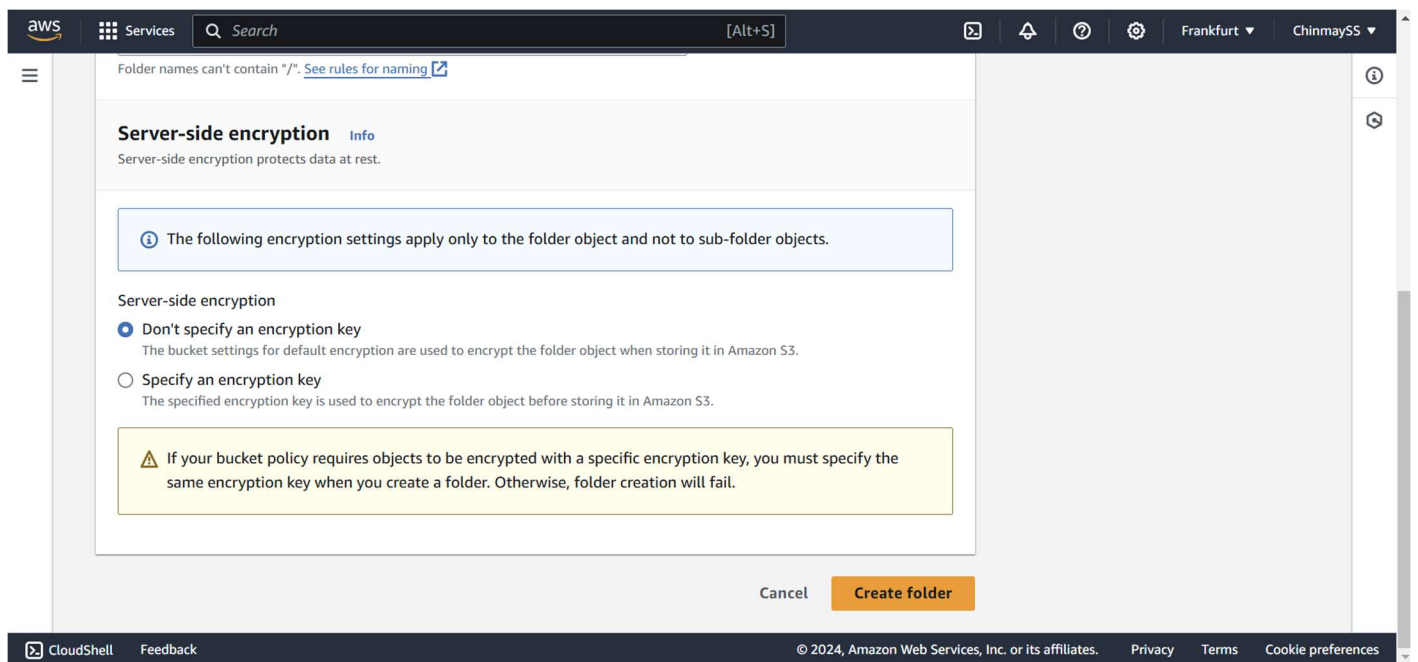 aws
Services
Search
[Alt+S]
Frankfurt
ChinmaySS
Folder names can't contain "/". See rules for naming
Server-side encryption Info
Server-side encryption protects data at rest.
The following encryption settings apply only to the folder object and not to sub-folder objects.
Server-side encryption
Don't specify an encryption key
The bucket settings for default encryption are used to encrypt the folder object when storing it in Amazon S3.
Specify an encryption key
The specified encryption key is used to encrypt the folder object before storing it in Amazon S3.
If your bucket policy requires objects to be encrypted with a specific encryption key, you must specify the
same encryption key when you create a folder. Otherwise, folder creation will fail.
Cancel
Create folder
CloudShell
Feedback
© 2024, Amazon Web Services, Inc. or its affiliates.
Privacy
Terms
Cookie preferences